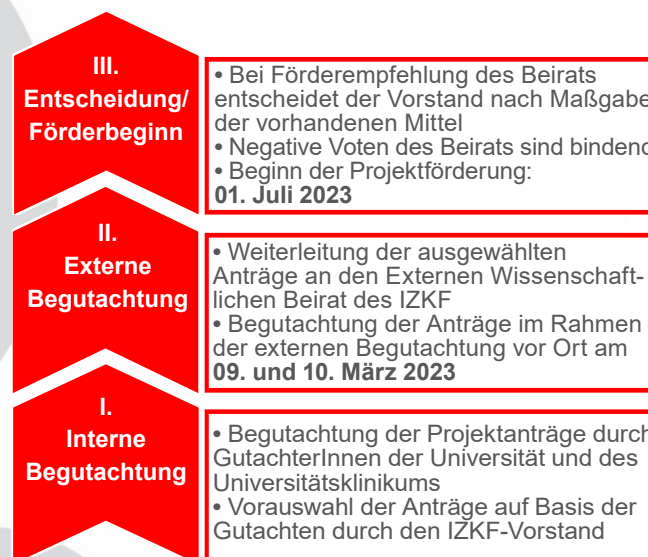 III.
Entscheidung/
Förderbeginn
• Bei Förderempfehlung des Beirats
entscheidet der Vorstand nach Maßgabe
der vorhandenen Mittel
• Negative Voten des Beirats sind bindend
• Beginn der Projektförderung:
01. Juli 2023
II.
Externe
Begutachtung
• Weiterleitung der ausgewählten
Anträge an den Externen Wissenschaft-
lichen Beirat des IZKF
• Begutachtung der Anträge im Rahmen
der externen Begutachtung vor Ort am
09. und 10. März 2023
I.
Interne
Begutachtung
• Begutachtung der Projektanträge durch
GutachterInnen der Universität und des
Universitätsklinikums
• Vorauswahl der Anträge auf Basis der
Gutachten durch den IZKF-Vorstand